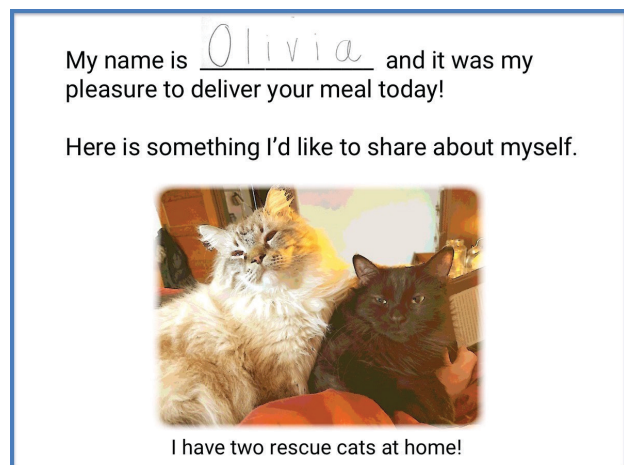 My name is Olivia and it was my
pleasure to deliver your meal today!
Here is something I'd like to share about myself.
I have two rescue cats at home!